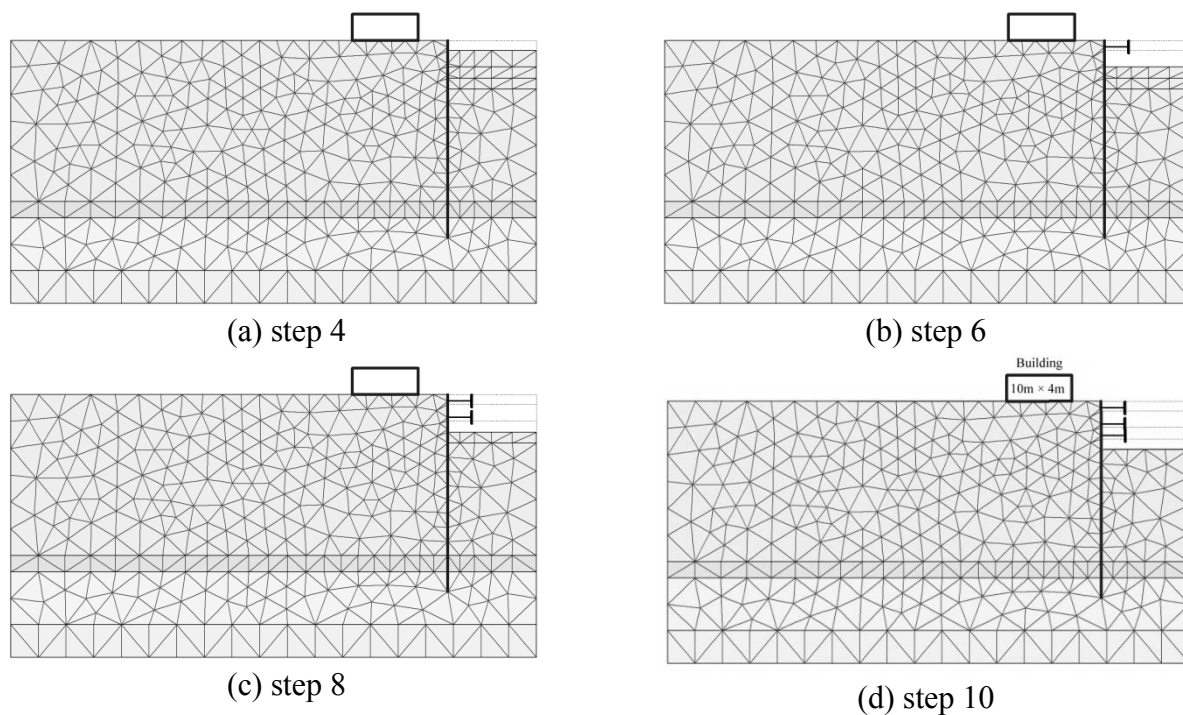 (a) step 4
(b) step 6
(c) step 8
Building
10m × 4m
(d) step 10